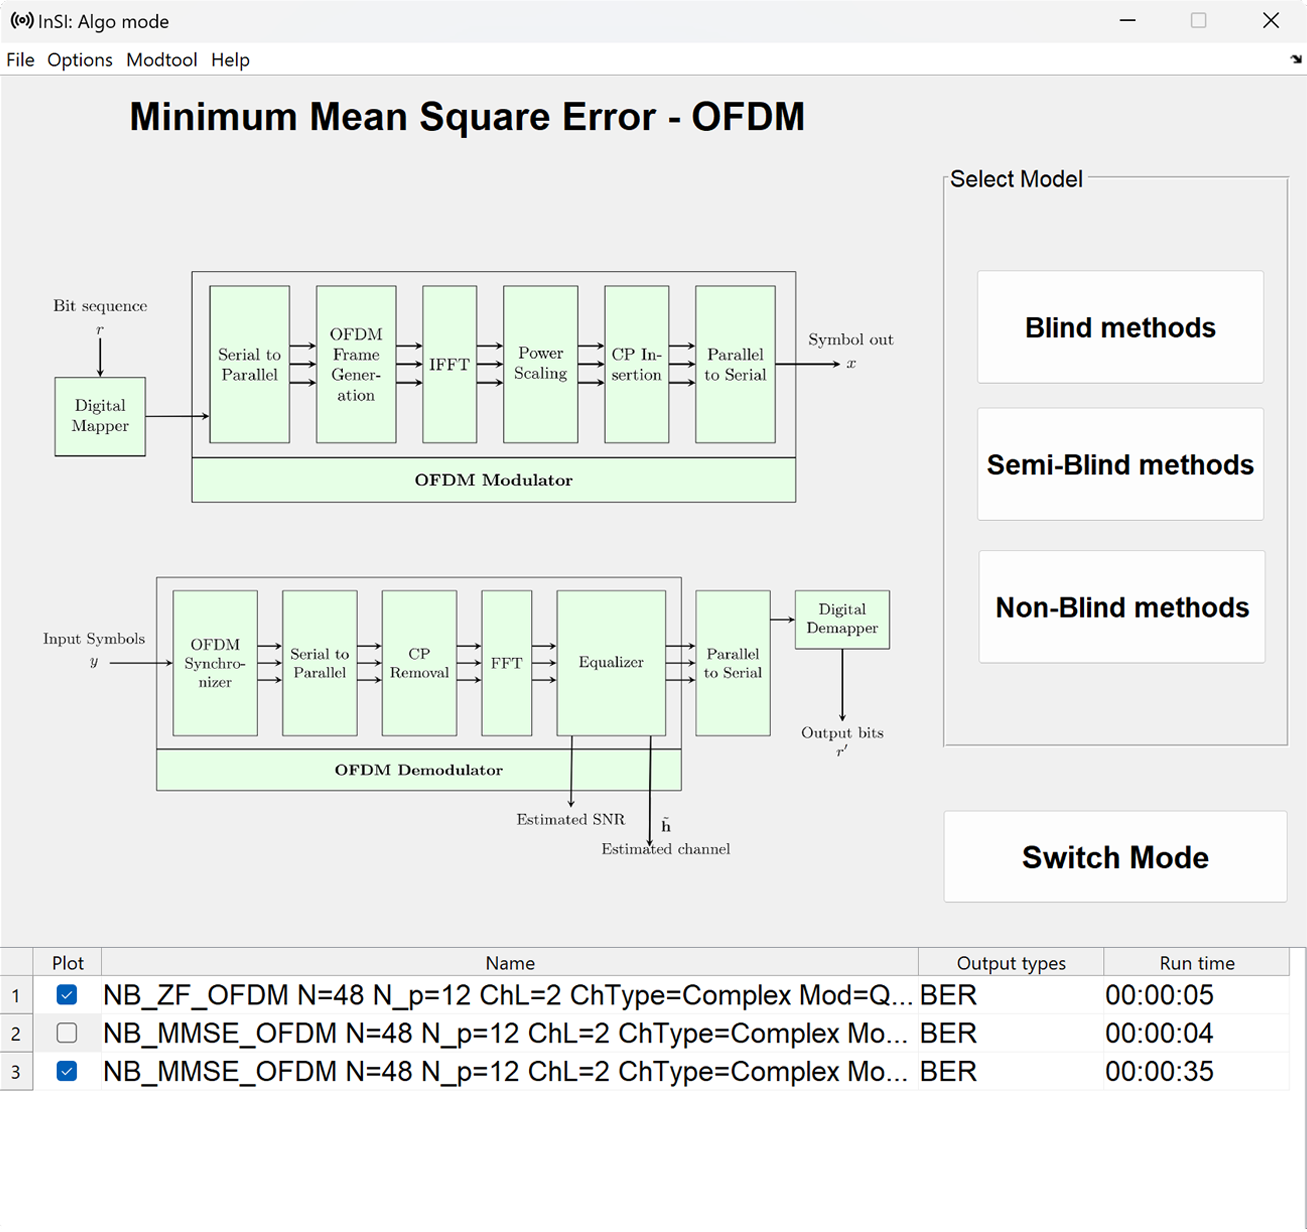 InSI: Algo mode
File Options Modtool Help
Minimum Mean Square Error - OFDM
Select Model
Blind methods
Semi-Blind methods
Non-Blind methods
Switch Mode
Bit sequence
r
Digital
Mapper
Serial to
Parallel
OFDM
Frame
Gener-
ation
IFFT
Power
Scaling
CP In-
sertion
Parallel
to Serial
Symbol out
x
OFDM Modulator
Input Symbols
y
OFDM
Synchro-
nizer
Serial to
Parallel
CP
Removal
FFT
Equalizer
Parallel
to Serial
Digital
Demapper
Output bits
r′
OFDM Demodulator
Estimated SNR
h̃
Estimated channel
Plot Name Output types Run time
1 NB_ZF_OFDM N=48 N_p=12 ChL=2 ChType=Complex Mod=Q... BER 00:00:05
2 NB_MMSE_OFDM N=48 N_p=12 ChL=2 ChType=Complex Mo... BER 00:00:04
3 NB_MMSE_OFDM N=48 N_p=12 ChL=2 ChType=Complex Mo... BER 00:00:35